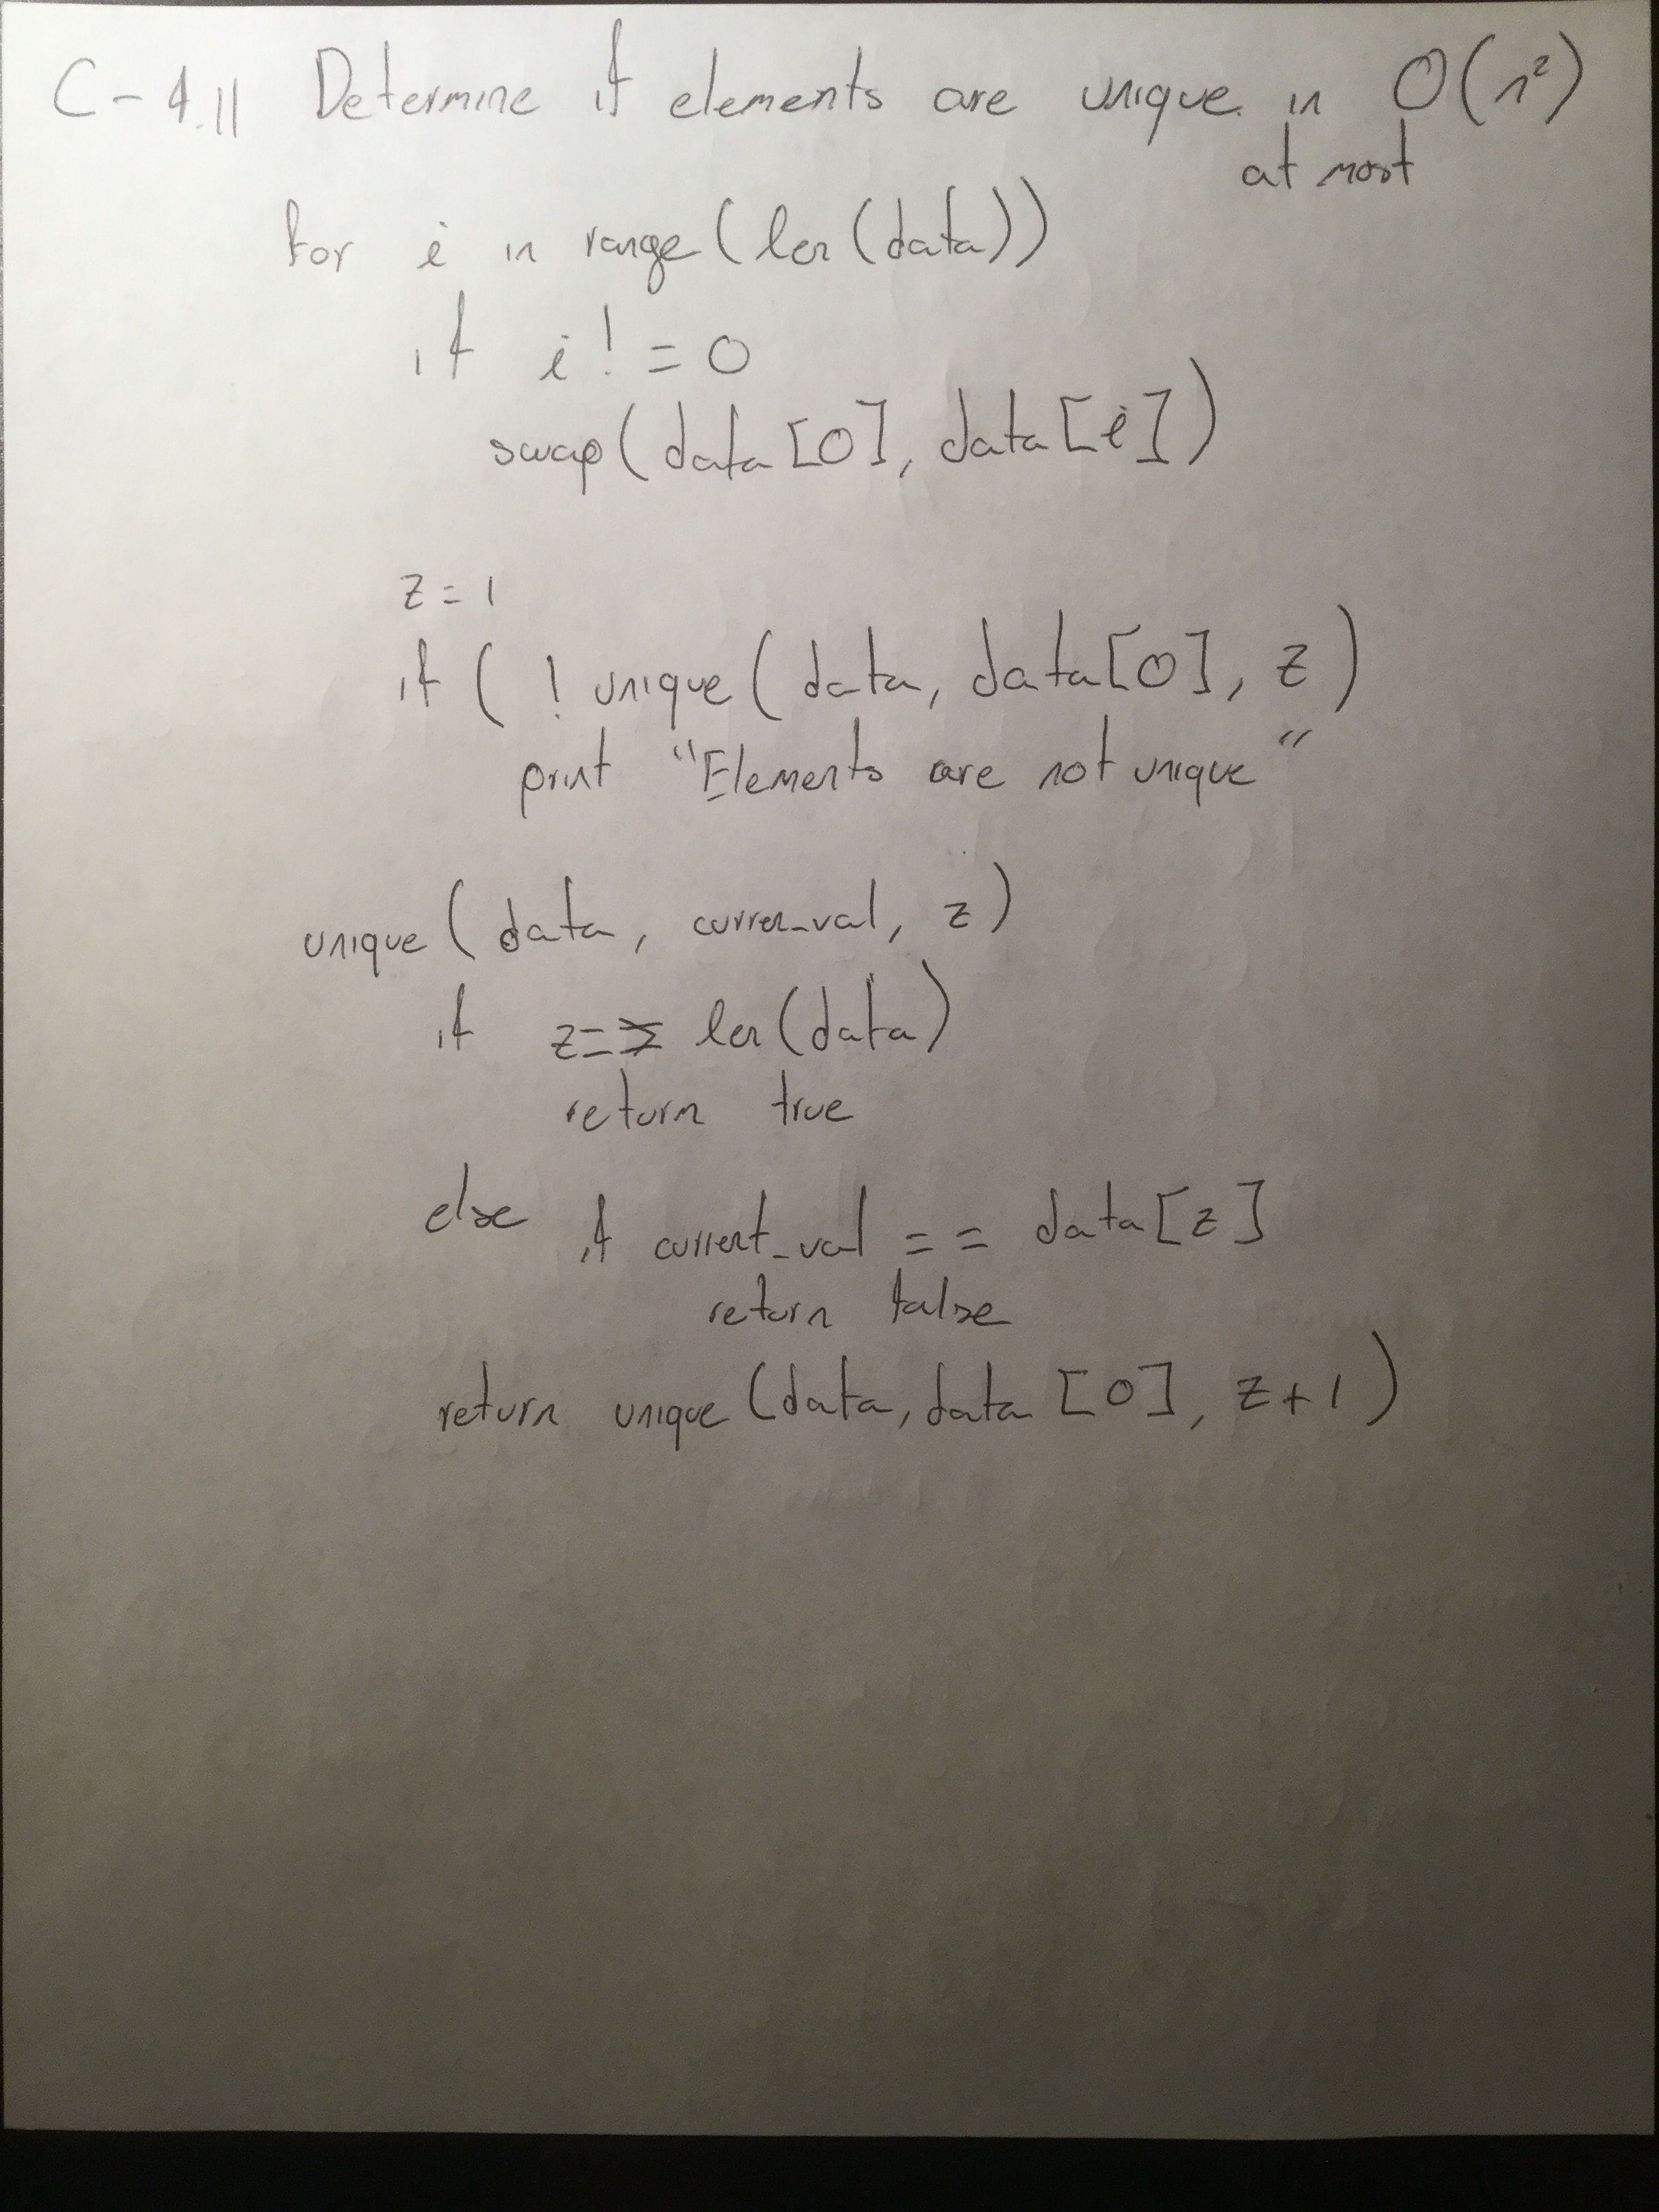 C-4.11 Determine if elements are unique in O(n²)
at most
for i in range(len(data))
if i != 0
swap(data[0], data[i])
z = 1
if ( ! unique( data, data[0], z )
print "Elements are not unique"
unique( data, curren_val, z )
if z == len(data)
return true
else if current_val == data[z]
return false
return unique(data, data[0], z+1)